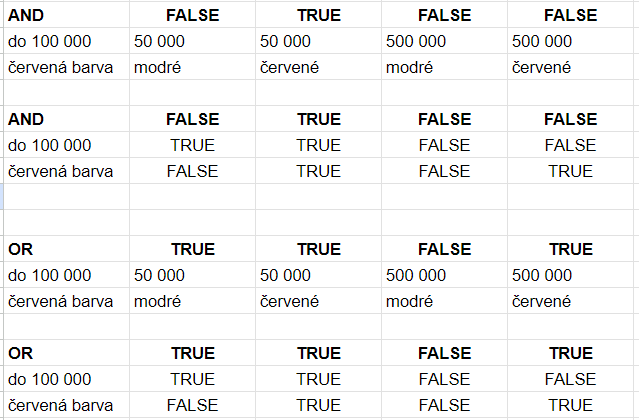 AND FALSE TRUE FALSE FALSE
do 100 000 50 000 50 000 500 000 500 000
červená barva modré červené modré červené
AND FALSE TRUE FALSE FALSE
do 100 000 TRUE TRUE FALSE FALSE
červená barva FALSE TRUE FALSE TRUE
OR TRUE TRUE FALSE TRUE
do 100 000 50 000 50 000 500 000 500 000
červená barva modré červené modré červené
OR TRUE TRUE FALSE TRUE
do 100 000 TRUE TRUE FALSE FALSE
červená barva FALSE TRUE FALSE TRUE